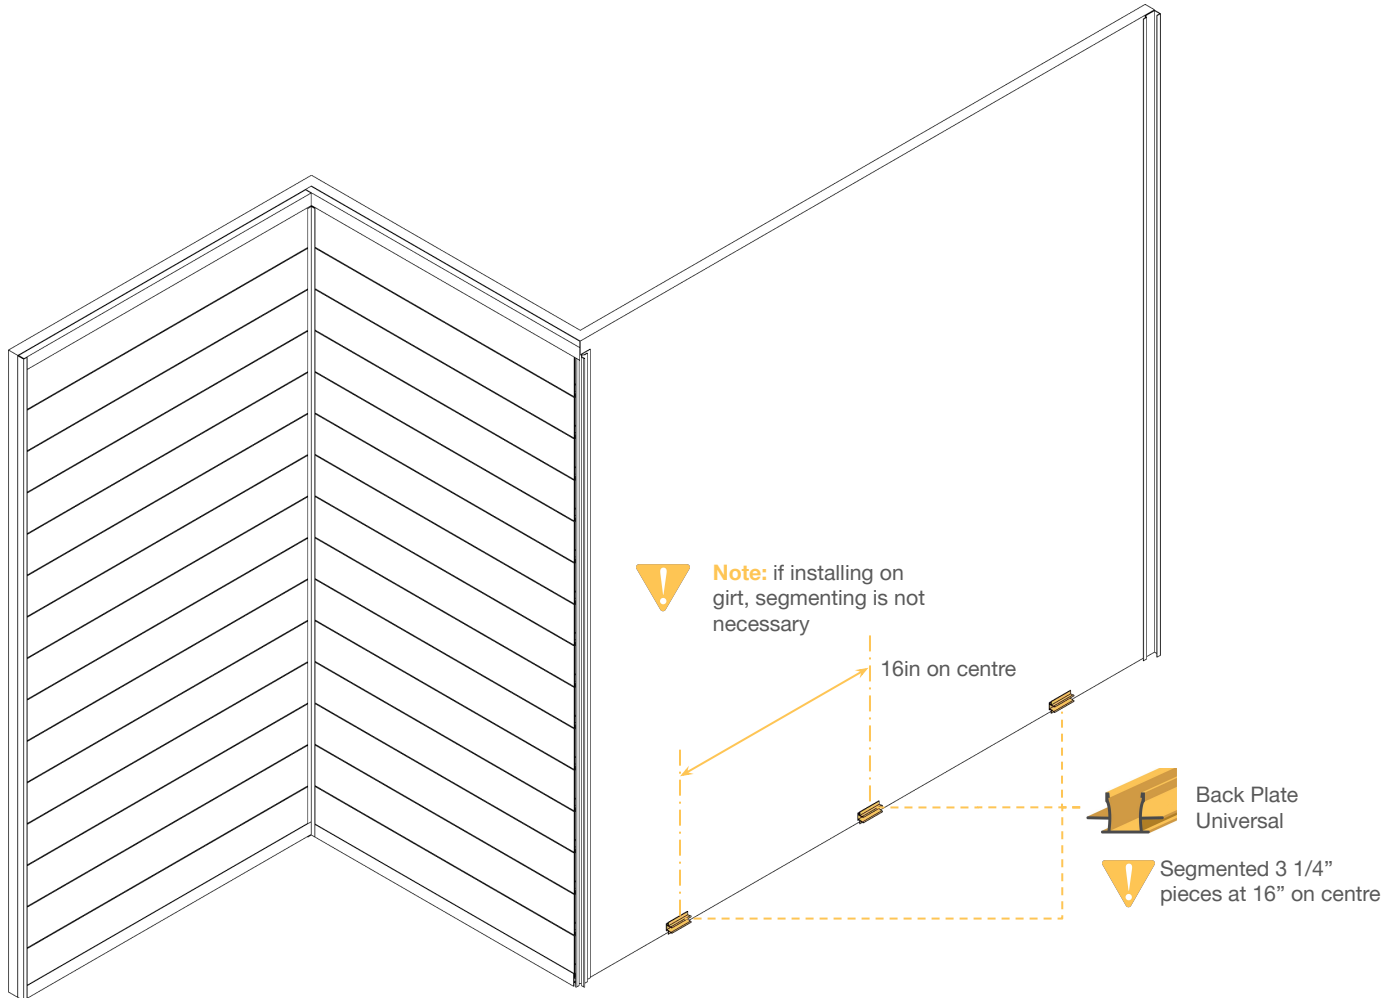 Note: if installing on
girt, segmenting is not
necessary
16in on centre
Back Plate
Universal
Segmented 3 1/4”
pieces at 16” on centre